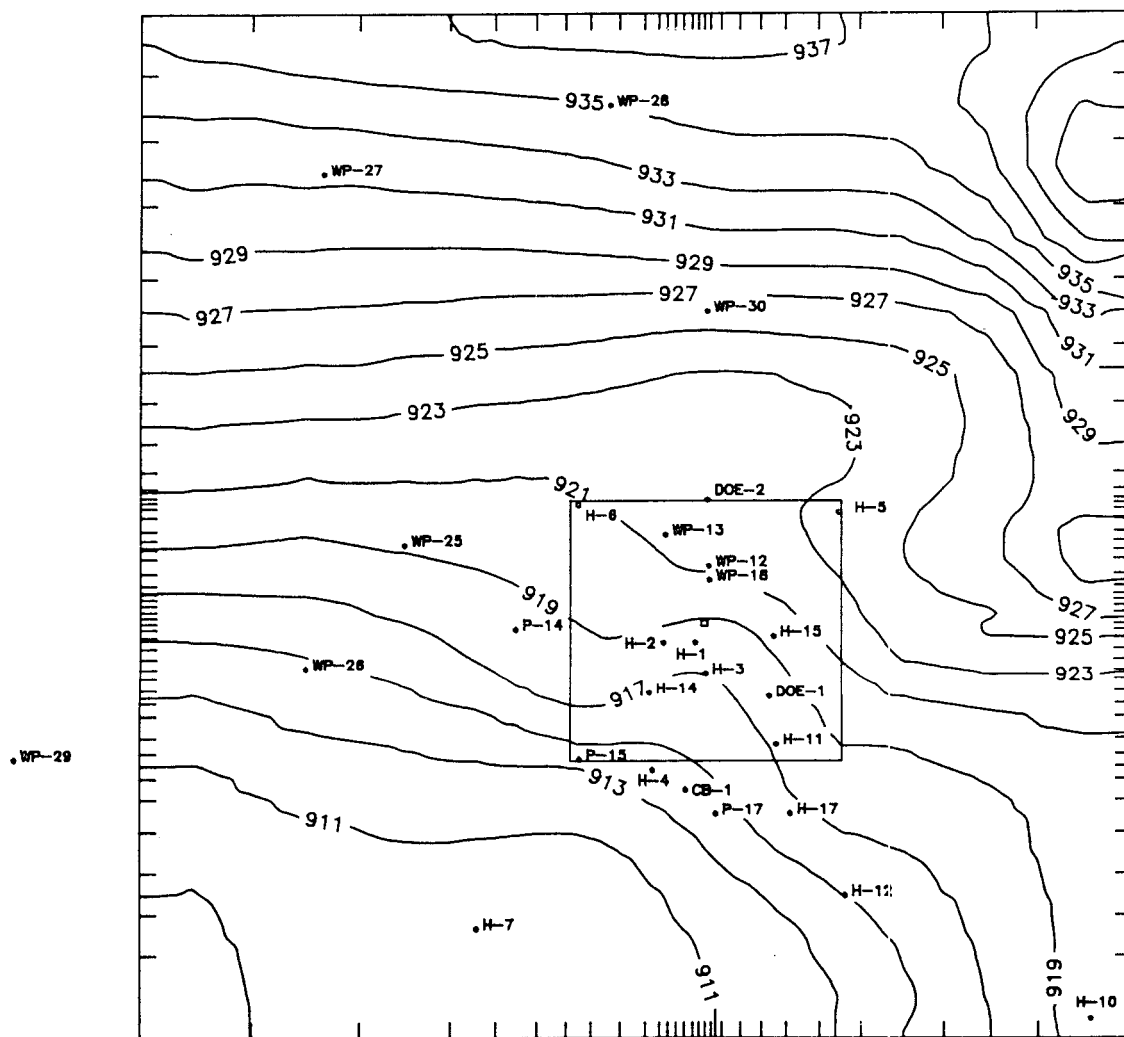 937
935
WP-28
WP-27
933
931
929
929
935
927
927
933
WP-30
927
931
925
925
923
929
923
921
DOE-2
H-6
H-5
WP-13
WP-25
WP-12
WP-18
919
927
P-14
H-15
925
H-2
H-1
WP-26
H-3
923
917
H-14
DOE-1
H-11
WP-29
P-15
913
H-4
CB-1
P-17
H-17
911
H-12
H-7
911
919
H-10